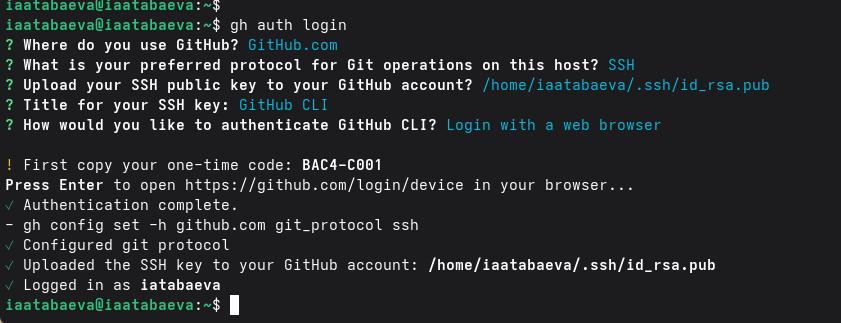 iaatabaeva@iaatabaeva:~$
iaatabaeva@iaatabaeva:~$ gh auth login
? Where do you use GitHub? GitHub.com
? What is your preferred protocol for Git operations on this host? SSH
? Upload your SSH public key to your GitHub account? /home/iaatabaeva/.ssh/id_rsa.pub
? Title for your SSH key: GitHub CLI
? How would you like to authenticate GitHub CLI? Login with a web browser
! First copy your one-time code: BAC4-C001
Press Enter to open https://github.com/login/device in your browser...
✓ Authentication complete.
- gh config set -h github.com git_protocol ssh
✓ Configured git protocol
✓ Uploaded the SSH key to your GitHub account: /home/iaatabaeva/.ssh/id_rsa.pub
✓ Logged in as iatabaeva
iaatabaeva@iaatabaeva:~$